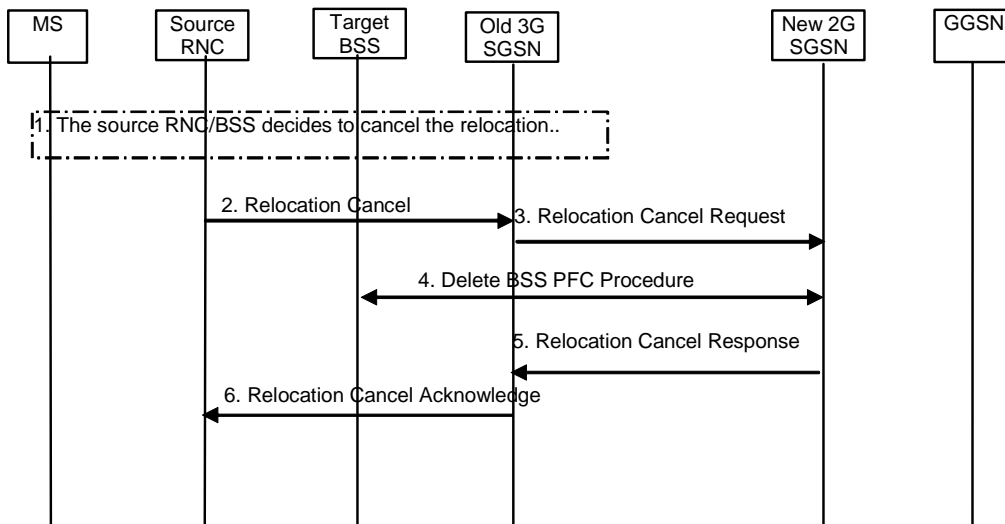 MS
Source
RNC
Target
BSS
Old 3G
SGSN
New 2G
SGSN
GGSN
1. The source RNC/BSS decides to cancel the relocation..
2. Relocation Cancel
3. Relocation Cancel Request
4. Delete BSS PFC Procedure
5. Relocation Cancel Response
6. Relocation Cancel Acknowledge